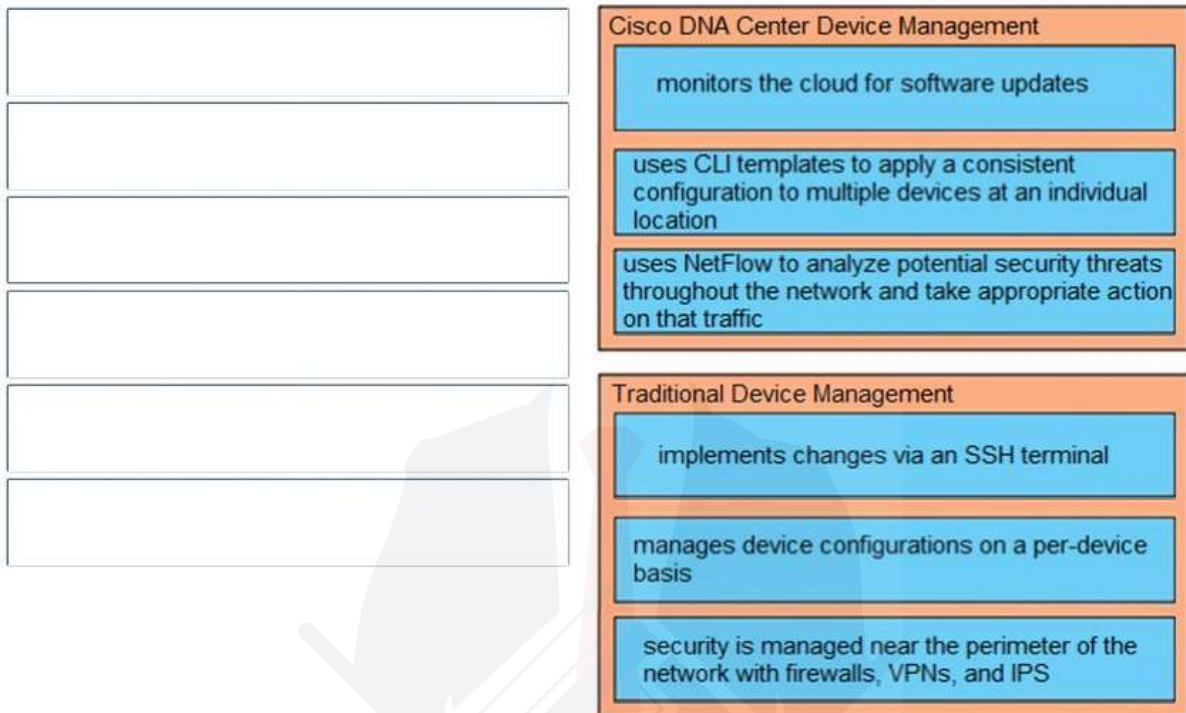 Cisco DNA Center Device Management
monitors the cloud for software updates
uses CLI templates to apply a consistent
configuration to multiple devices at an individual
location
uses NetFlow to analyze potential security threats
throughout the network and take appropriate action
on that traffic
Traditional Device Management
implements changes via an SSH terminal
manages device configurations on a per-device
basis
security is managed near the perimeter of the
network with firewalls, VPNs, and IPS